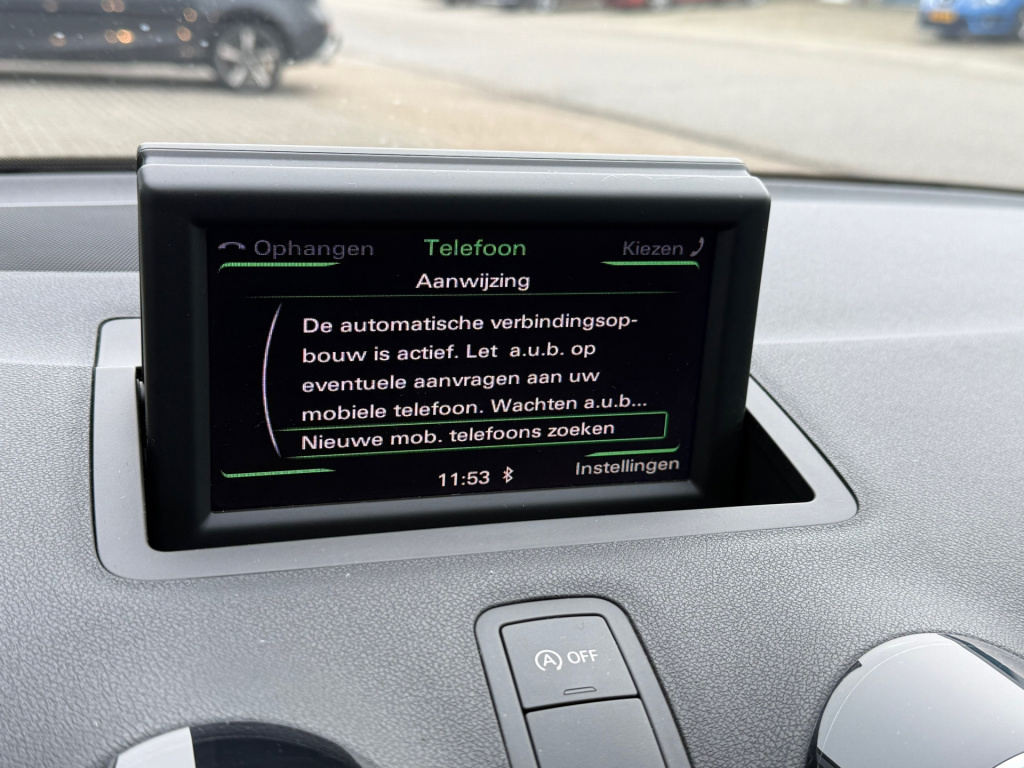 Ophangen Telefoon Kiezen
Aanwijzing
De automatische verbindingsop-
bouw is actief. Let a.u.b. op
eventuele aanvragen aan uw
mobiele telefoon. Wachten a.u.b...
Nieuwe mob. telefoons zoeken
11:53 Instellingen
A OFF